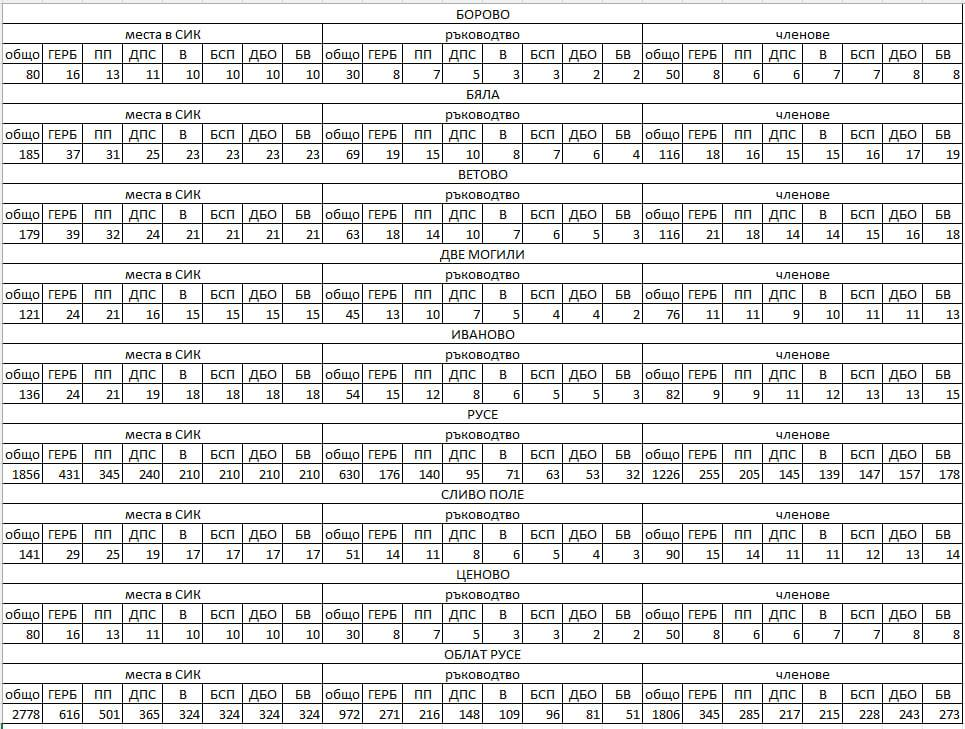 БОРОВО
места в СИК ръководтво членове
общо ГЕРБ ПП ДПС В БСП ДБО БВ общо ГЕРБ ПП ДПС В БСП ДБО БВ общо ГЕРБ ПП ДПС В БСП ДБО БВ
80 16 13 11 10 10 10 10 30 8 7 5 3 3 2 2 50 8 6 6 7 7 8 8
БЯЛА
места в СИК ръководтво членове
общо ГЕРБ ПП ДПС В БСП ДБО БВ общо ГЕРБ ПП ДПС В БСП ДБО БВ общо ГЕРБ ПП ДПС В БСП ДБО БВ
185 37 31 25 23 23 23 23 69 19 15 10 8 7 6 4 116 18 16 15 15 16 17 19
ВЕТОВО
места в СИК ръководтво членове
общо ГЕРБ ПП ДПС В БСП ДБО БВ общо ГЕРБ ПП ДПС В БСП ДБО БВ общо ГЕРБ ПП ДПС В БСП ДБО БВ
179 39 32 24 21 21 21 21 63 18 14 10 7 6 5 3 116 21 18 14 14 15 16 18
ДВЕ МОГИЛИ
места в СИК ръководтво членове
общо ГЕРБ ПП ДПС В БСП ДБО БВ общо ГЕРБ ПП ДПС В БСП ДБО БВ общо ГЕРБ ПП ДПС В БСП ДБО БВ
121 24 21 16 15 15 15 15 45 13 10 7 5 4 4 2 76 11 11 9 10 11 11 13
ИВАНОВО
места в СИК ръководтво членове
общо ГЕРБ ПП ДПС В БСП ДБО БВ общо ГЕРБ ПП ДПС В БСП ДБО БВ общо ГЕРБ ПП ДПС В БСП ДБО БВ
136 24 21 19 18 18 18 18 54 15 12 8 6 5 5 3 82 9 9 11 12 13 13 15
РУСЕ
места в СИК ръководтво членове
общо ГЕРБ ПП ДПС В БСП ДБО БВ общо ГЕРБ ПП ДПС В БСП ДБО БВ общо ГЕРБ ПП ДПС В БСП ДБО БВ
1856 431 345 240 210 210 210 210 630 176 140 95 71 63 53 32 1226 255 205 145 139 147 157 178
СЛИВО ПОЛЕ
места в СИК ръководтво членове
общо ГЕРБ ПП ДПС В БСП ДБО БВ общо ГЕРБ ПП ДПС В БСП ДБО БВ общо ГЕРБ ПП ДПС В БСП ДБО БВ
141 29 25 19 17 17 17 17 51 14 11 8 6 5 4 3 90 15 14 11 11 12 13 14
ЦЕНОВО
места в СИК ръководтво членове
общо ГЕРБ ПП ДПС В БСП ДБО БВ общо ГЕРБ ПП ДПС В БСП ДБО БВ общо ГЕРБ ПП ДПС В БСП ДБО БВ
80 16 13 11 10 10 10 10 30 8 7 5 3 3 2 2 50 8 6 6 7 7 8 8
ОБЛАТ РУСЕ
места в СИК ръководтво членове
общо ГЕРБ ПП ДПС В БСП ДБО БВ общо ГЕРБ ПП ДПС В БСП ДБО БВ общо ГЕРБ ПП ДПС В БСП ДБО БВ
2778 616 501 365 324 324 324 324 972 271 216 148 109 96 81 51 1806 345 285 217 215 228 243 273